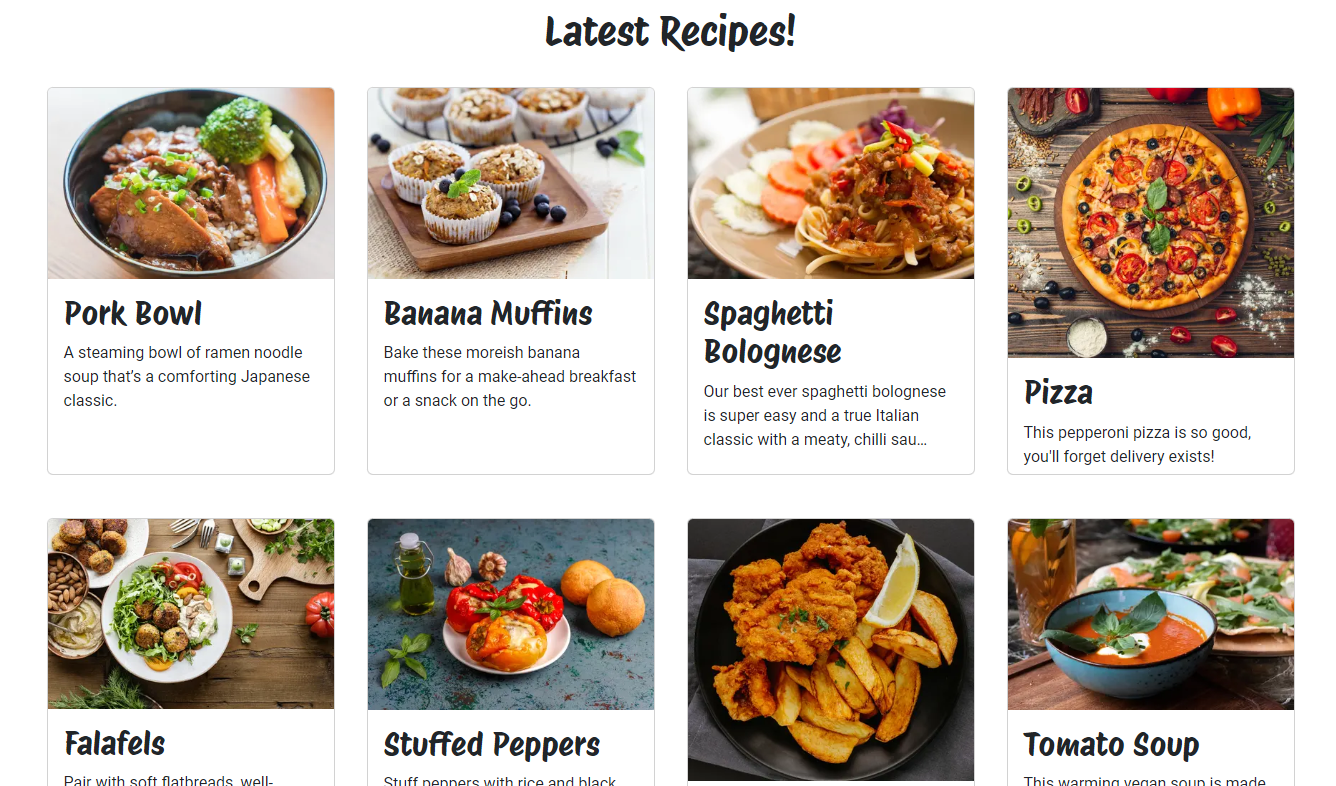 Latest Recipes!
Pork Bowl
A steaming bowl of ramen noodle
soup that's a comforting Japanese
classic.
Banana Muffins
Bake these moreish banana
muffins for a make-ahead breakfast
or a snack on the go.
Spaghetti
Bolognese
Our best ever spaghetti bolognese
is super easy and a true Italian
classic with a meaty, chilli sau...
Pizza
This pepperoni pizza is so good,
you'll forget delivery exists!
Falafels
Pair with soft flatbreads, well-
Stuffed Peppers
Stuff peppers with rice and black
Tomato Soup
This warming vegan soup is made